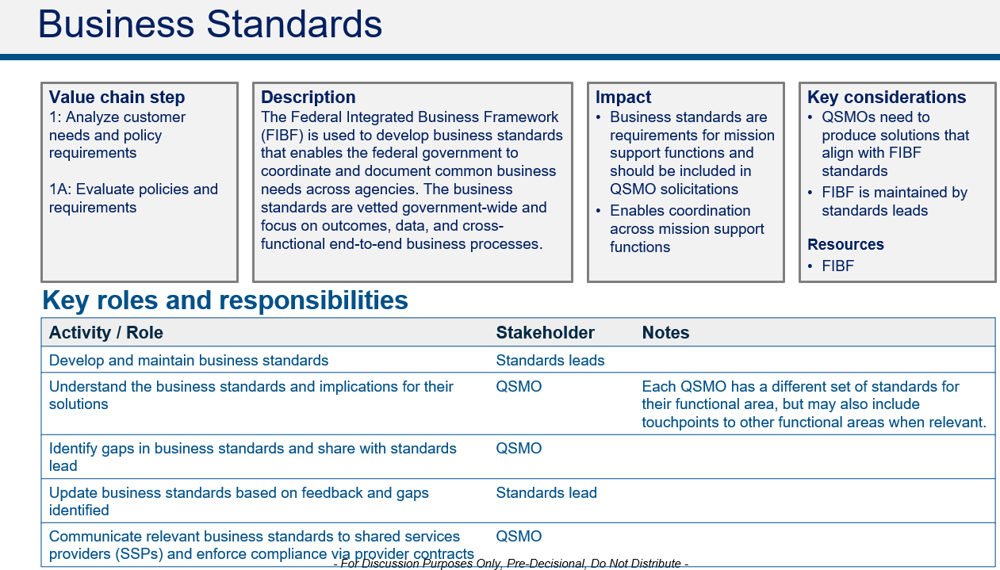 Business Standards
Value chain step
1: Analyze customer
needs and policy
requirements
1A: Evaluate policies and
requirements
Description
The Federal Integrated Business Framework
(FIBF) is used to develop business standards
that enables the federal government to
coordinate and document common business
needs across agencies. The business
standards are vetted government-wide and
focus on outcomes, data, and cross-
functional end-to-end business processes.
Impact
• Business standards are
requirements for mission
support functions and
should be included in
QSMO solicitations
• Enables coordination
across mission support
functions
Key considerations
• QSMOs need to
produce solutions that
align with FIBF
standards
• FIBF is maintained by
standards leads
Resources
• FIBF
Key roles and responsibilities
Activity / Role Stakeholder Notes
Develop and maintain business standards Standards leads
Understand the business standards and implications for their
solutions
QSMO
Each QSMO has a different set of standards for
their functional area, but may also include
touchpoints to other functional areas when relevant.
Identify gaps in business standards and share with standards
lead
QSMO
Update business standards based on feedback and gaps
identified
Standards lead
Communicate relevant business standards to shared services
providers (SSPs) and enforce compliance via provider contracts
QSMO
- For Discussion Purposes Only, Pre-Decisional, Do Not Distribute -